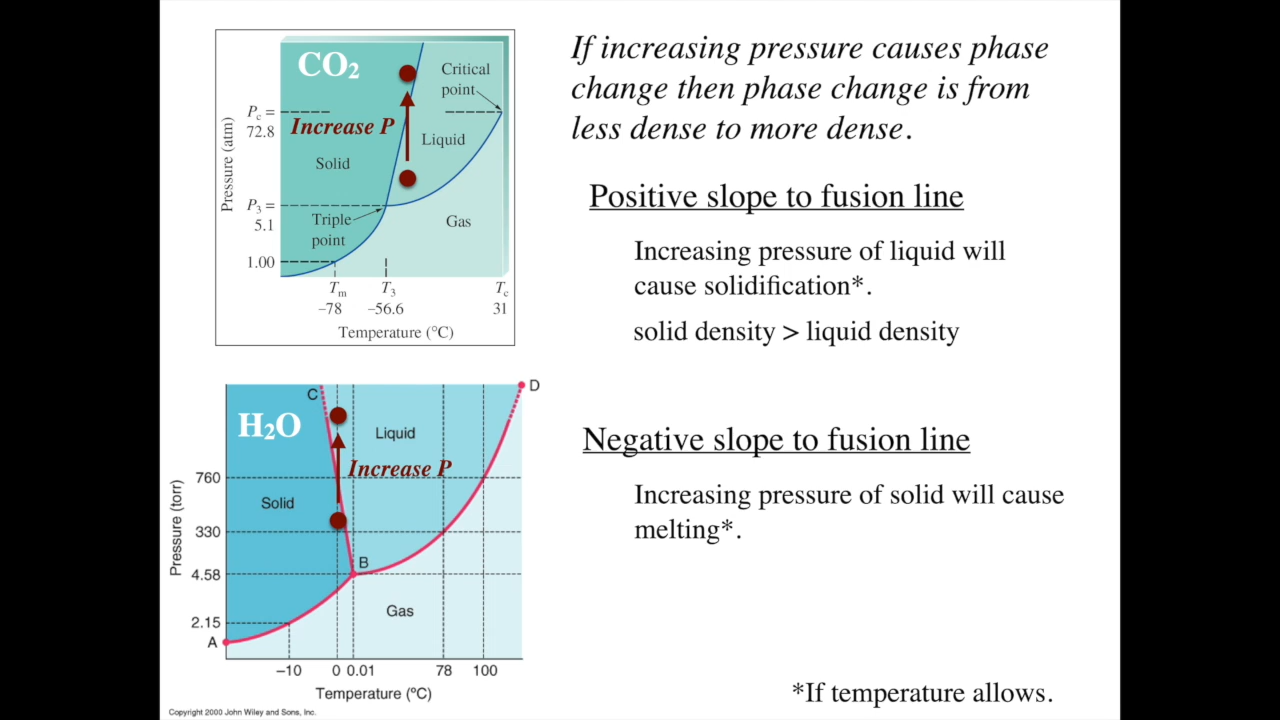 CO₂
Critical
point
Pc =
72.8
Increase P
Liquid
Solid
Pressure (atm)
P3 =
5.1
Triple
point
Gas
1.00
Tm
T3
Tc
–78
–56.6
31
Temperature (°C)
If increasing pressure causes phase
change then phase change is from
less dense to more dense.
Positive slope to fusion line
Increasing pressure of liquid will
cause solidification*.
solid density > liquid density
C
D
H₂O
Liquid
Increase P
760
Solid
Pressure (torr)
330
B
4.58
Gas
2.15
A
–10
0
0.01
78
100
Temperature (ºC)
Copyright 2000 John Wiley and Sons, Inc.
Negative slope to fusion line
Increasing pressure of solid will cause
melting*.
*If temperature allows.